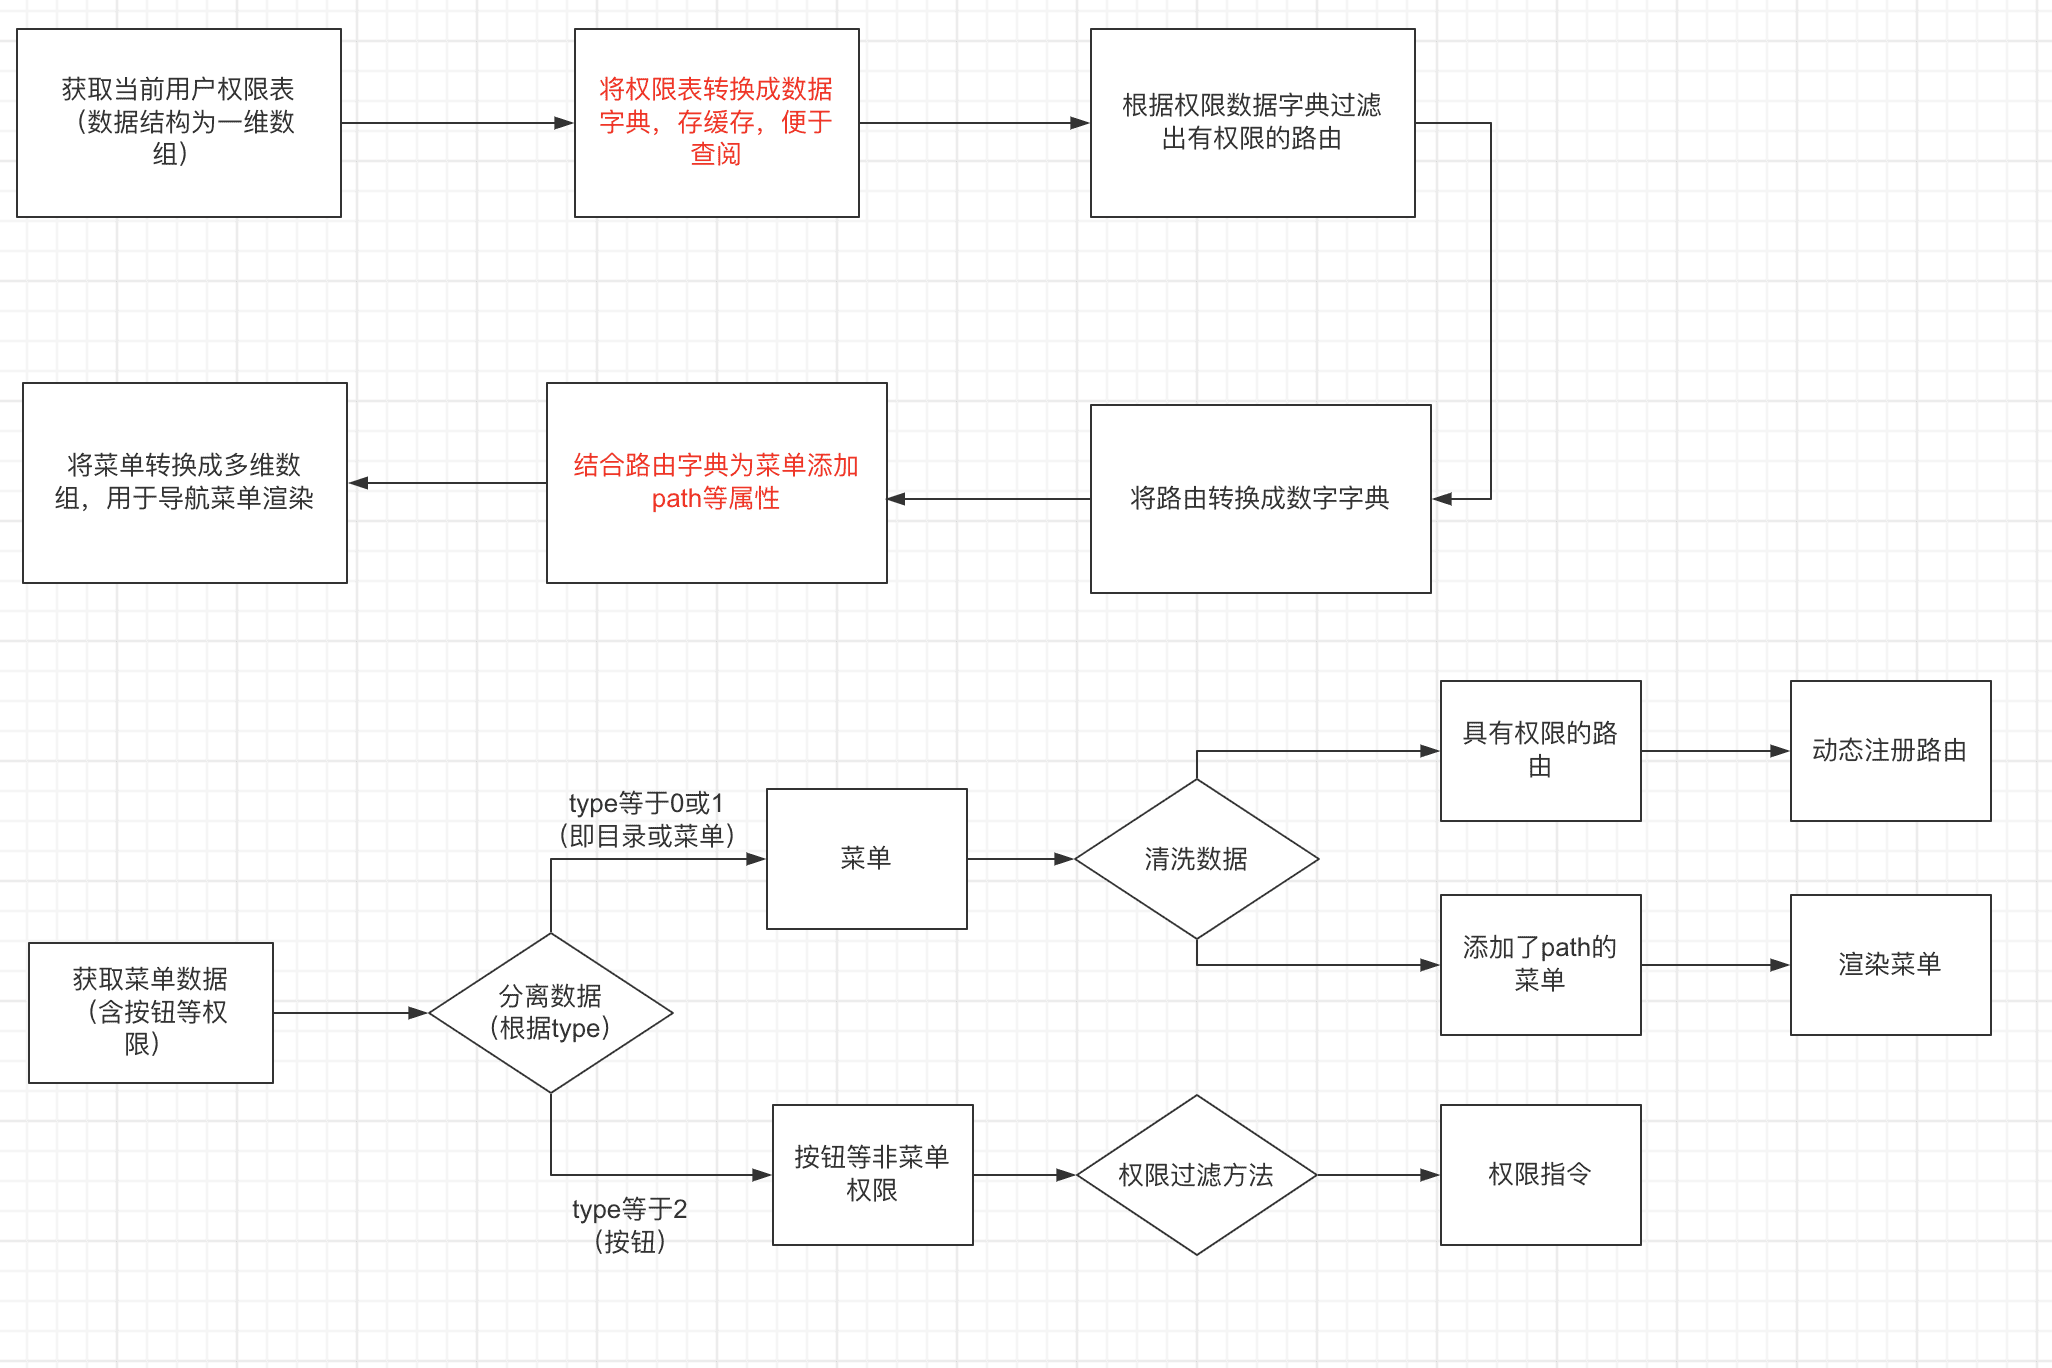 获取当前用户权限表
（数据结构为一维数
组）
将权限表转换成数据
字典，存缓存，便于
查阅
根据权限数据字典过滤
出有权限的路由
将菜单转换成多维数
组，用于导航菜单渲染
结合路由字典为菜单添加
path等属性
将路由转换成数字字典
获取菜单数据
（含按钮等权
限）
分离数据
（根据type）
type等于0或1
（即目录或菜单）
菜单
清洗数据
具有权限的路
由
动态注册路由
添加了path的
菜单
渲染菜单
type等于2
（按钮）
按钮等非菜单
权限
权限过滤方法
权限指令